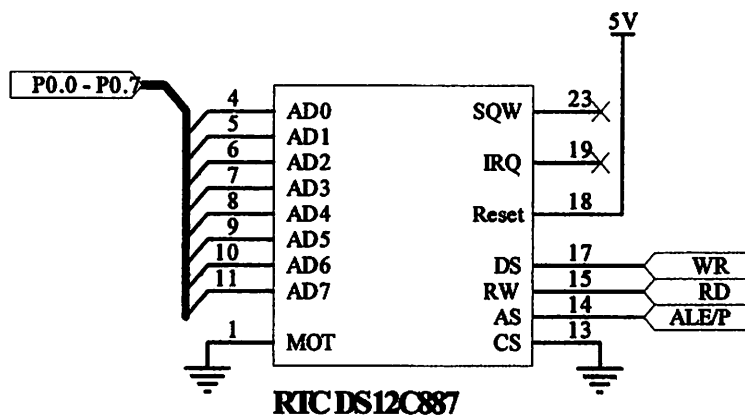 5V
P0.0 - P0.7
4 AD0 SQW 23
5 AD1
6 AD2 IRQ 19
7 AD3
8 AD4 Reset 18
9 AD5
10 AD6 DS 17 WR
11 AD7 RW 15 RD
AS 14 ALE/P
1 MOT CS 13
RTC DS12C887